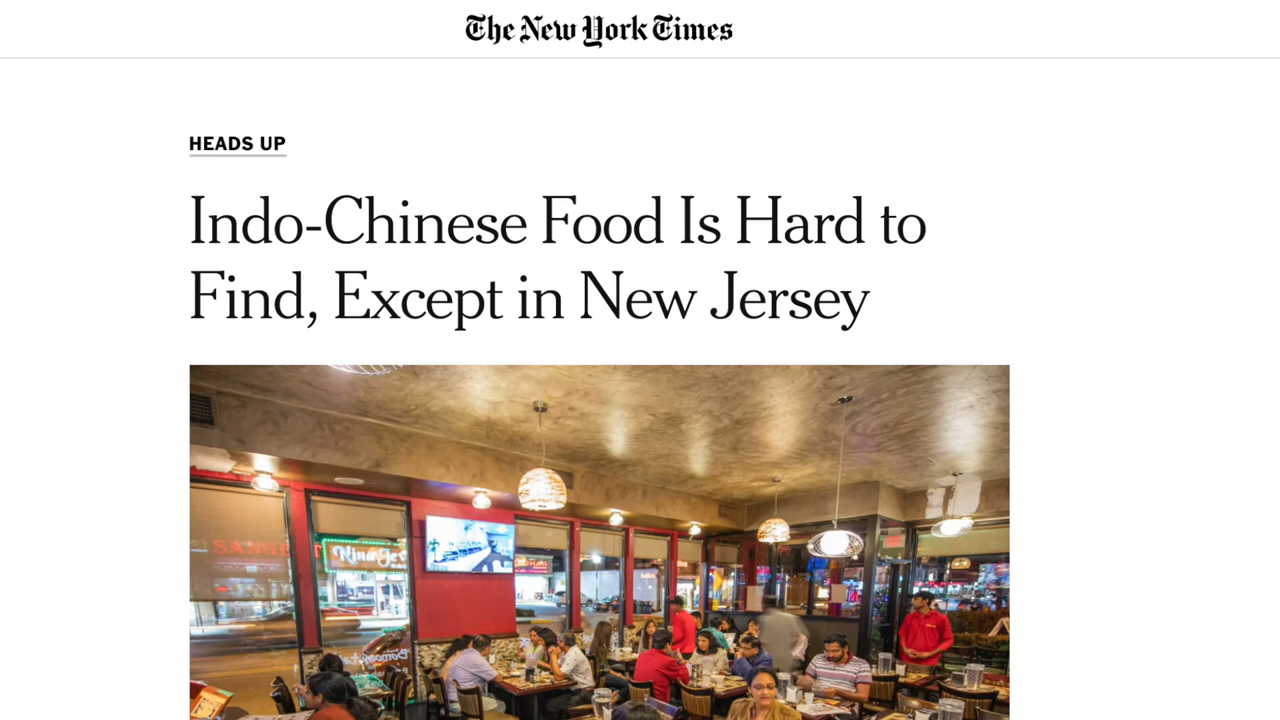 The New York Times
HEADS UP
Indo-Chinese Food Is Hard to
Find, Except in New Jersey